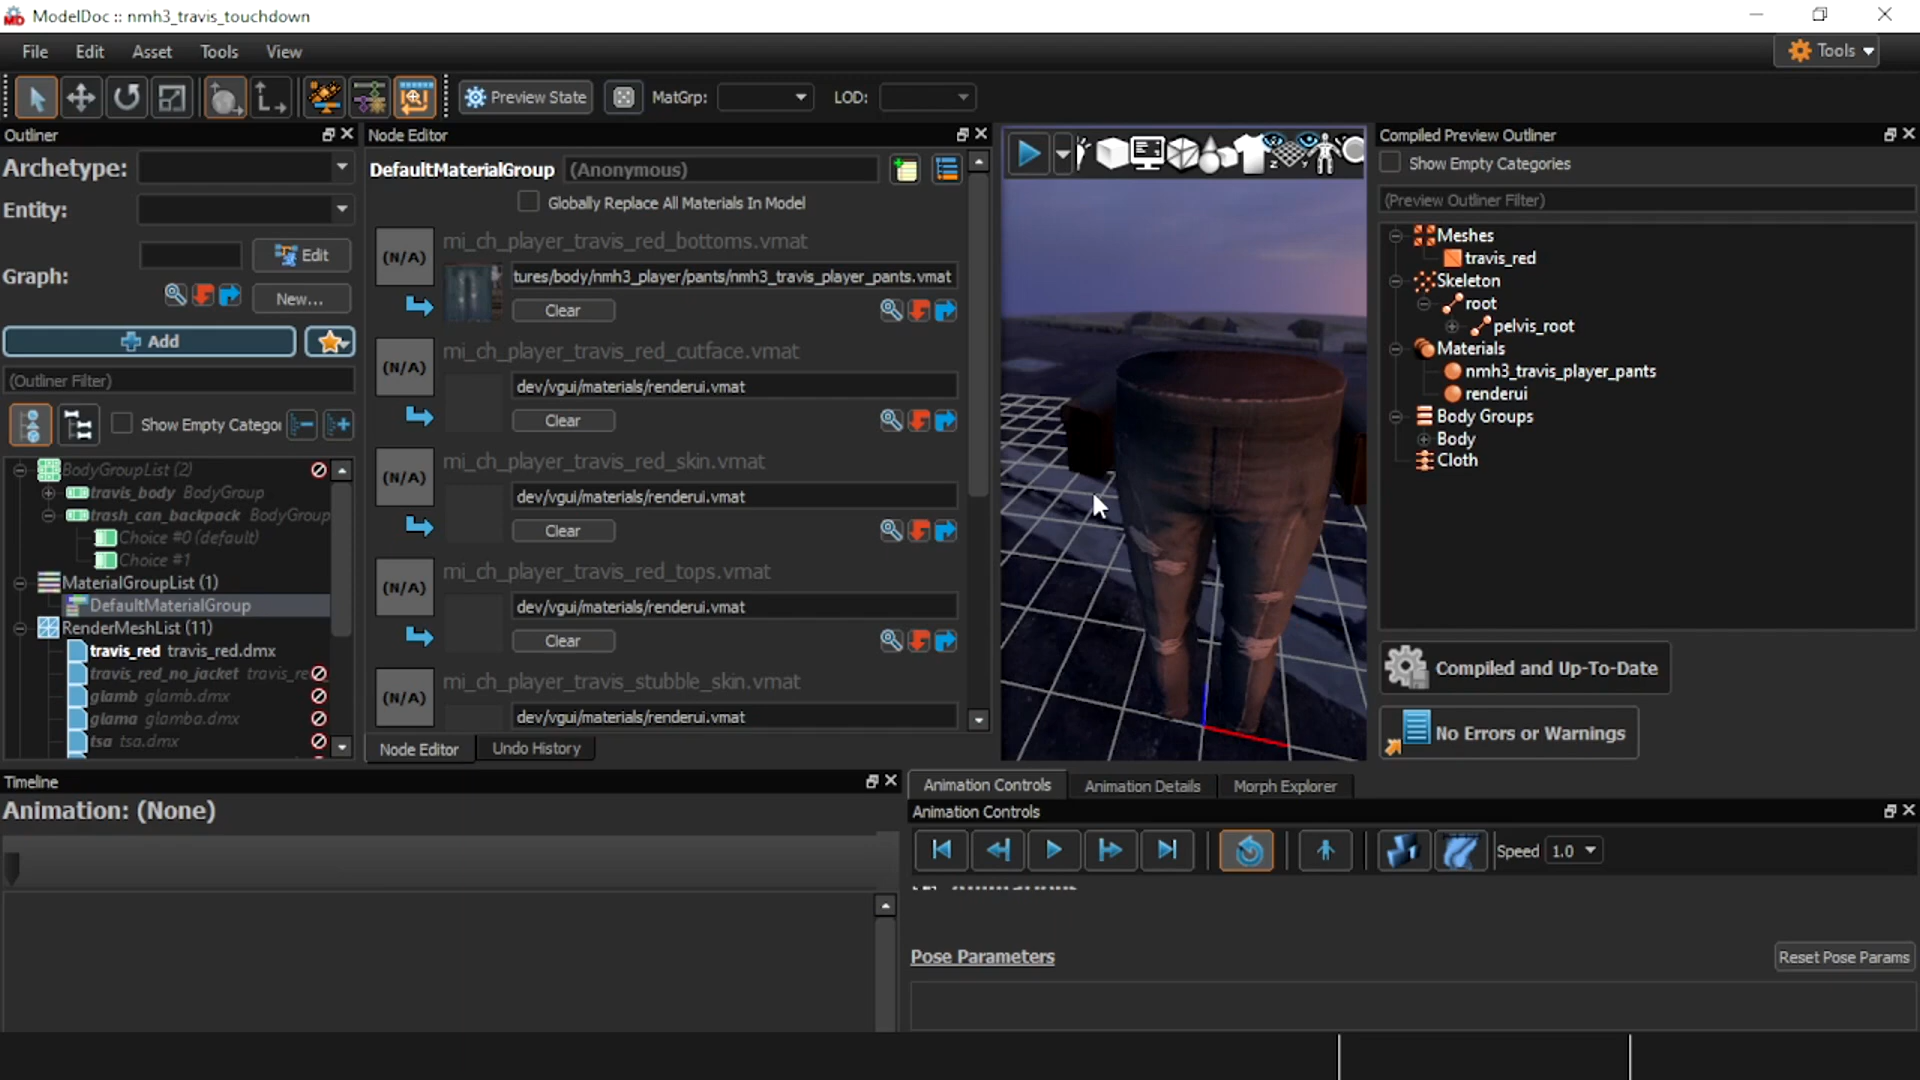 ModelDoc :: nmh3_travis_touchdown
File Edit Asset Tools View
Tools
Preview State MatGrp: LOD:
Outliner
Archetype:
Entity:
Graph:
Edit
New...
Add
(Outliner Filter)
Show Empty Catego
BodyGroupList (2)
travis_body BodyGroup
trash_can_backpack BodyGroup
Choice #0 (default)
Choice #1
MaterialGroupList (1)
DefaultMaterialGroup
RenderMeshList (11)
travis_red travis_red.dmx
travis_red_no_jacket travis_re
glamb glamb.dmx
glama glamba.dmx
tsa tsa.dmx
Node Editor
DefaultMaterialGroup (Anonymous)
Globally Replace All Materials In Model
(N/A) mi_ch_player_travis_red_bottoms.vmat
tures/body/nmh3_player/pants/nmh3_travis_player_pants.vmat
Clear
(N/A) mi_ch_player_travis_red_cutface.vmat
dev/vgui/materials/renderui.vmat
Clear
(N/A) mi_ch_player_travis_red_skin.vmat
dev/vgui/materials/renderui.vmat
Clear
(N/A) mi_ch_player_travis_red_tops.vmat
dev/vgui/materials/renderui.vmat
Clear
(N/A) mi_ch_player_travis_stubble_skin.vmat
dev/vgui/materials/renderui.vmat
Node Editor Undo History
Compiled Preview Outliner
Show Empty Categories
(Preview Outliner Filter)
Meshes
travis_red
Skeleton
root
pelvis_root
Materials
nmh3_travis_player_pants
renderui
Body Groups
Body
Cloth
Compiled and Up-To-Date
No Errors or Warnings
Timeline
Animation: (None)
Animation Controls Animation Details Morph Explorer
Animation Controls
Speed 1.0
Pose Parameters
Reset Pose Params